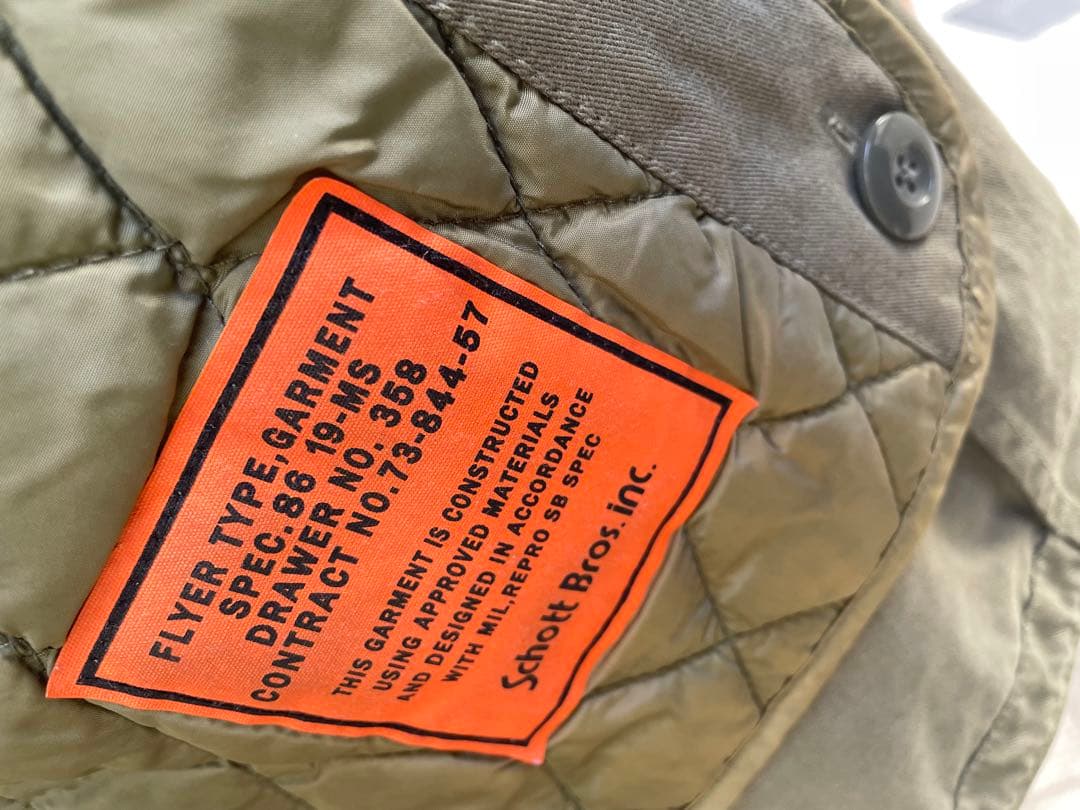 FLYER TYPE,GARMENT
SPEC.86 19-MS
DRAWER NO. 358
CONTRACT NO.73-844-57
THIS GARMENT IS CONSTRUCTED
USING APPROVED MATERIALS
AND DESIGNED IN ACCORDANCE
WITH MIL,REPRO SB SPEC
Schott Bros. inc.